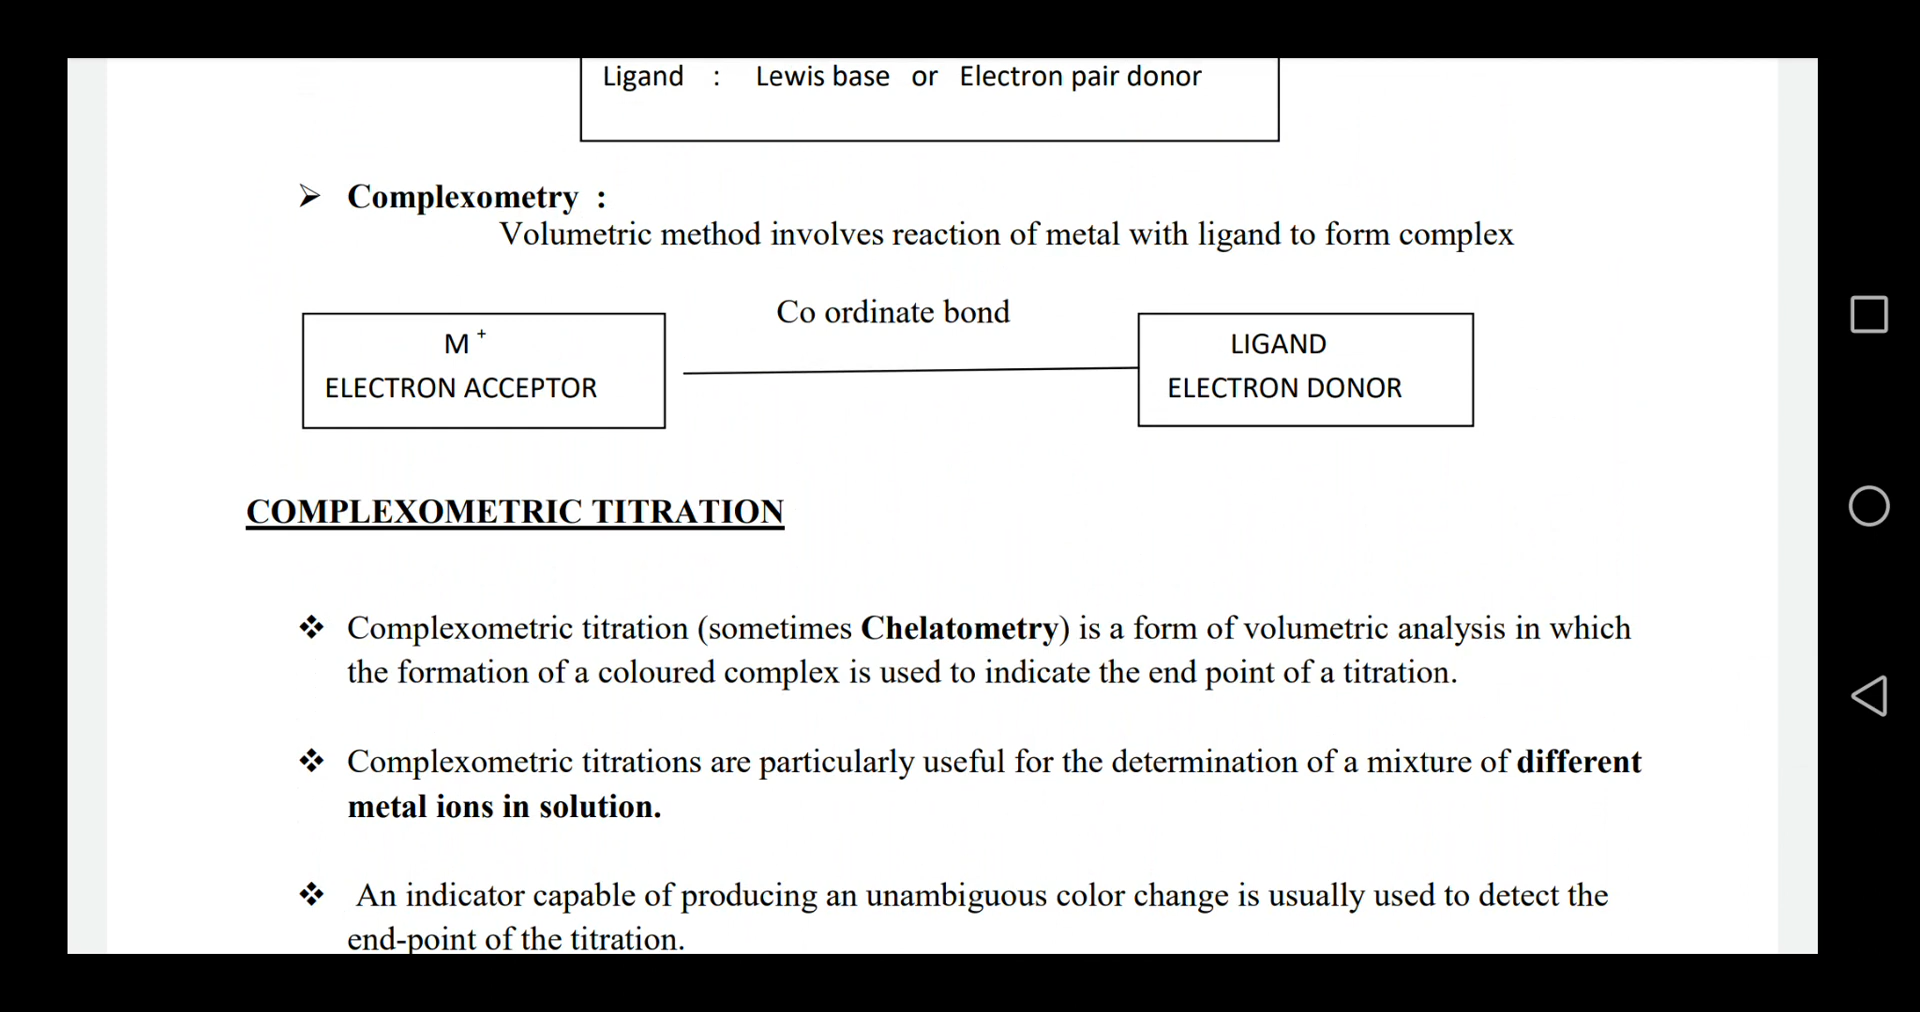 Ligand : Lewis base or Electron pair donor
➢ Complexometry :
Volumetric method involves reaction of metal with ligand to form complex
Co ordinate bond
M +
ELECTRON ACCEPTOR
LIGAND
ELECTRON DONOR
COMPLEXOMETRIC TITRATION
❖ Complexometric titration (sometimes Chelatometry) is a form of volumetric analysis in which
the formation of a coloured complex is used to indicate the end point of a titration.
❖ Complexometric titrations are particularly useful for the determination of a mixture of different
metal ions in solution.
❖ An indicator capable of producing an unambiguous color change is usually used to detect the
end-point of the titration.